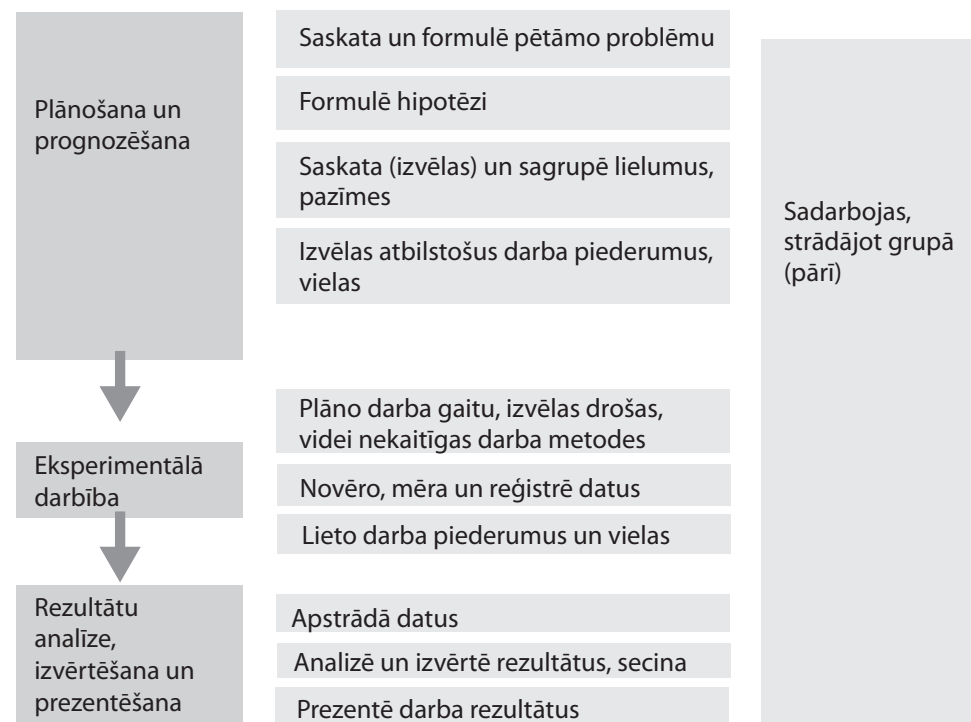 Plānošana un
prognozēšana
Saskata un formulē pētāmo problēmu
Formulē hipotēzi
Saskata (izvēlas) un sagrupē lielumus,
pazīmes
Izvēlas atbilstošus darba piederumus,
vielas
Eksperimentālā
darbība
Plāno darba gaitu, izvēlas drošas,
videi nekaitīgas darba metodes
Novēro, mēra un reģistrē datus
Lieto darba piederumus un vielas
Rezultātu
analīze,
izvērtēšana un
prezentēšana
Apstrādā datus
Analizē un izvērtē rezultātus, secina
Prezentē darba rezultātus
Sadarbojas,
strādājot grupā
(pārī)